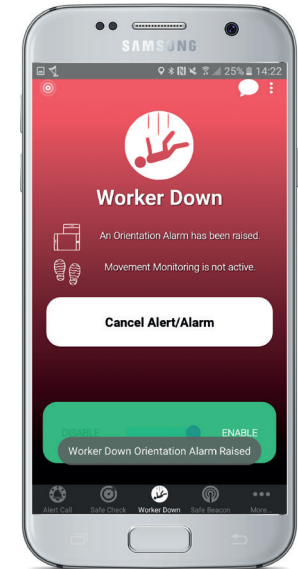 SAMSUNG
25% 14:22
Worker Down
An Orientation Alarm has been raised.
Movement Monitoring is not active.
Cancel Alert/Alarm
DISABLE ENABLE
Worker Down Orientation Alarm Raised
Alert Call Safe Check Worker Down Safe Beacon More...